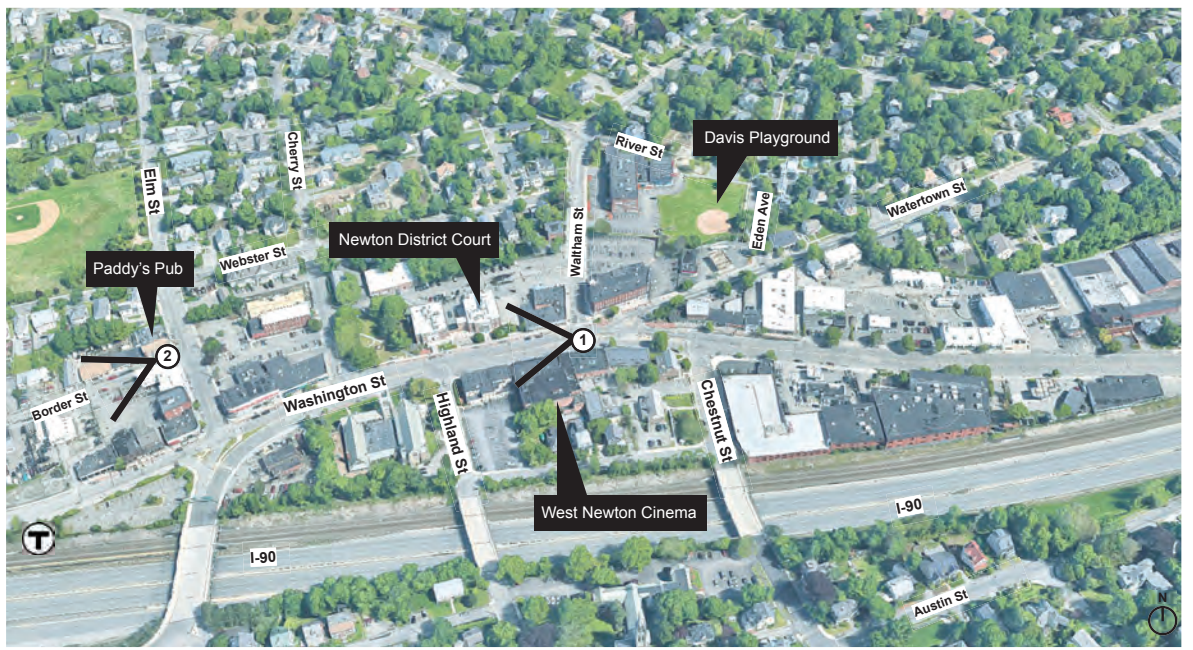 River St
Davis Playground
Cherry St
Elm St
Watertown St
Eden Ave
Waltham St
Newton District Court
Webster St
Paddy's Pub
1
2
Washington St
Border St
Highland St
Chestnut St
West Newton Cinema
T
I-90
I-90
Austin St
N